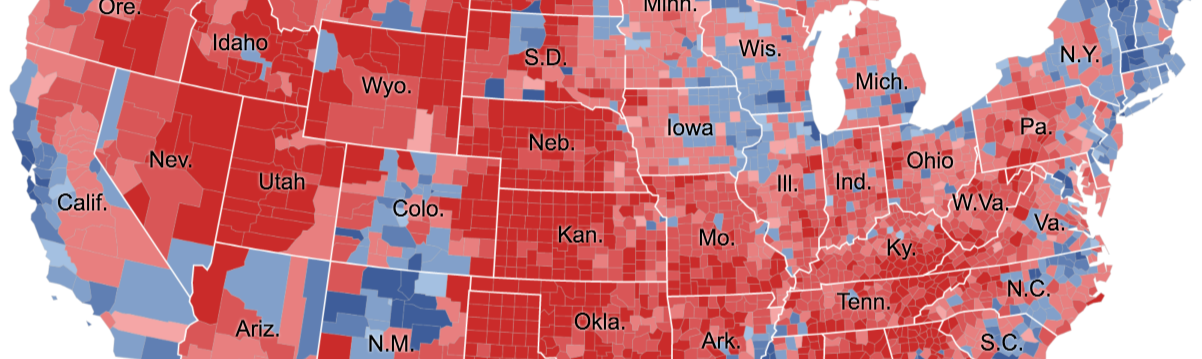 Ore.
Minn.
Idaho
Wis.
N.Y.
S.D.
Wyo.
Mich.
Iowa
Pa.
Neb.
Nev.
Ohio
Utah
Ill.
Ind.
Calif.
Colo.
W.Va.
Va.
Kan.
Mo.
Ky.
N.C.
Tenn.
Okla.
Ariz.
N.M.
Ark.
S.C.